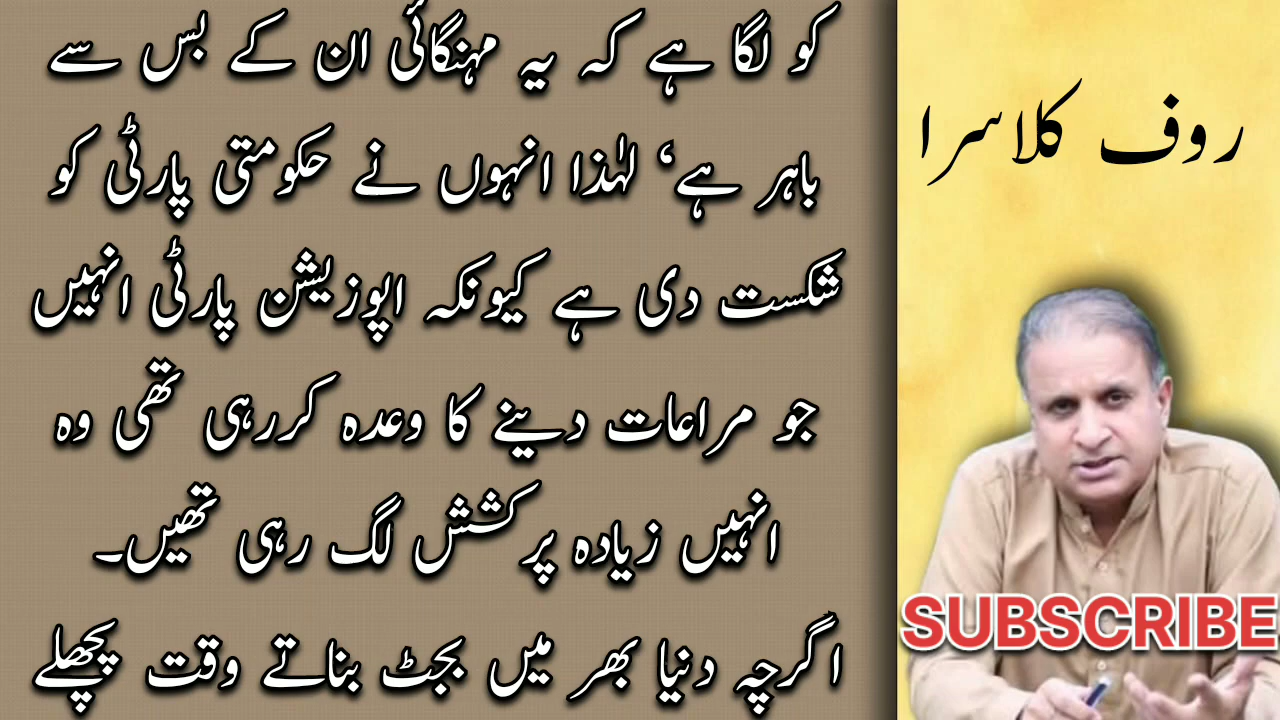 کو لگا ہے کہ یہ مہنگائی ان کے بس سے
باہر ہے‘ لہٰذا انہوں نے حکومتی پارٹی کو
شکست دی ہے کیونکہ اپوزیشن پارٹی انہیں
جو مراعات دینے کا وعدہ کررہی تھی وہ
انہیں زیادہ پرکشش لگ رہی تھیں۔
اگرچہ دنیا بھر میں بجٹ بناتے وقت پچھلے
روف کلاسرا
SUBSCRIBE